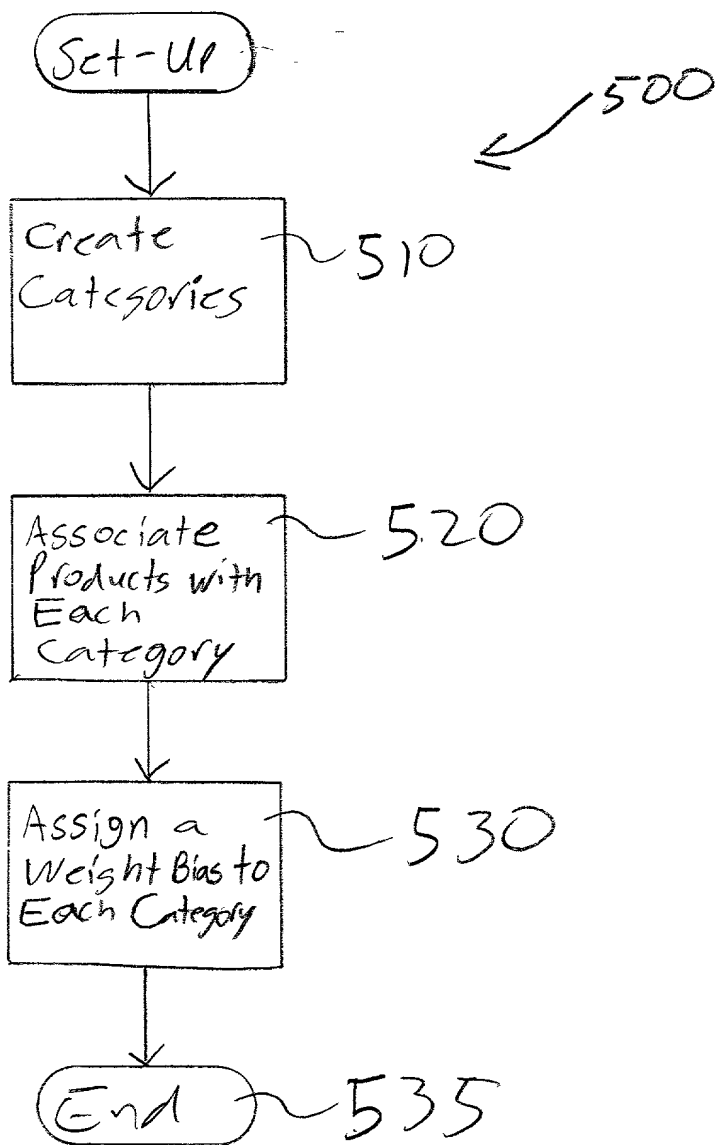 Set-Up
500
Create
Categories
510
Associate
Products with
Each
Category
520
Assign a
Weight Bias to
Each Category
530
End
535